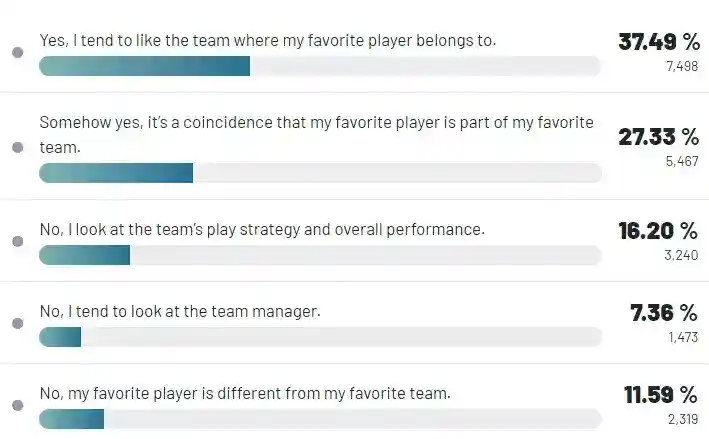 Yes, I tend to like the team where my favorite player belongs to.
37.49 %
7,498
Somehow yes, it's a coincidence that my favorite player is part of my favorite
team.
27.33 %
5,467
No, I look at the team's play strategy and overall performance.
16.20 %
3,240
No, I tend to look at the team manager.
7.36 %
1,473
No, my favorite player is different from my favorite team.
11.59 %
2,319